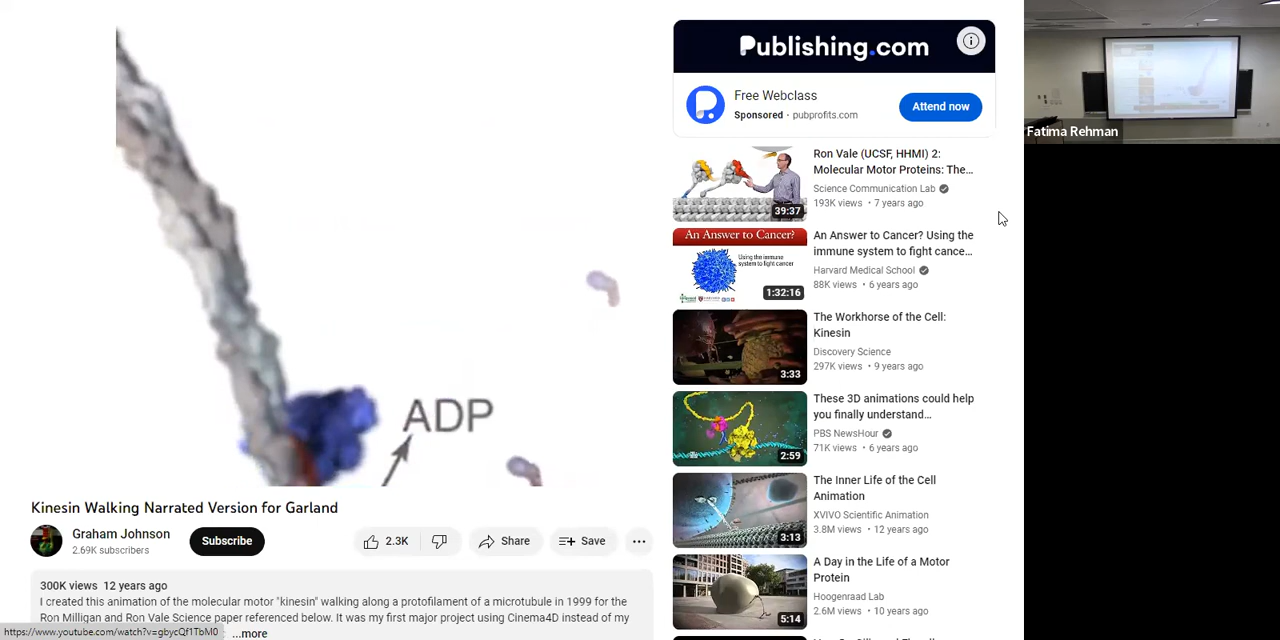 ADP
Kinesin Walking Narrated Version for Garland
Graham Johnson
2.69K subscribers
Subscribe
2.3K
Share
Save
...
300K views 12 years ago
I created this animation of the molecular motor "kinesin" walking along a protofilament of a microtubule in 1999 for the
Ron Milligan and Ron Vale Science paper referenced below. It was my first major project using Cinema4D instead of my
...more
https://www.youtube.com/watch?v=gbycQf1TbM0
Publishing.com
Free Webclass
Sponsored · pubprofits.com
Attend now
39:37
Ron Vale (UCSF, HHMI) 2:
Molecular Motor Proteins: The...
Science Communication Lab
193K views • 7 years ago
An Answer to Cancer?
Using the immune
system to fight cancer
1:32:16
An Answer to Cancer? Using the
immune system to fight cance...
Harvard Medical School
88K views • 6 years ago
3:33
The Workhorse of the Cell:
Kinesin
Discovery Science
297K views • 9 years ago
2:59
These 3D animations could help
you finally understand...
PBS NewsHour
71K views • 6 years ago
3:13
The Inner Life of the Cell
Animation
XVIVO Scientific Animation
3.8M views • 12 years ago
5:14
A Day in the Life of a Motor
Protein
Hoogenraad Lab
2.6M views • 10 years ago
Fatima Rehman